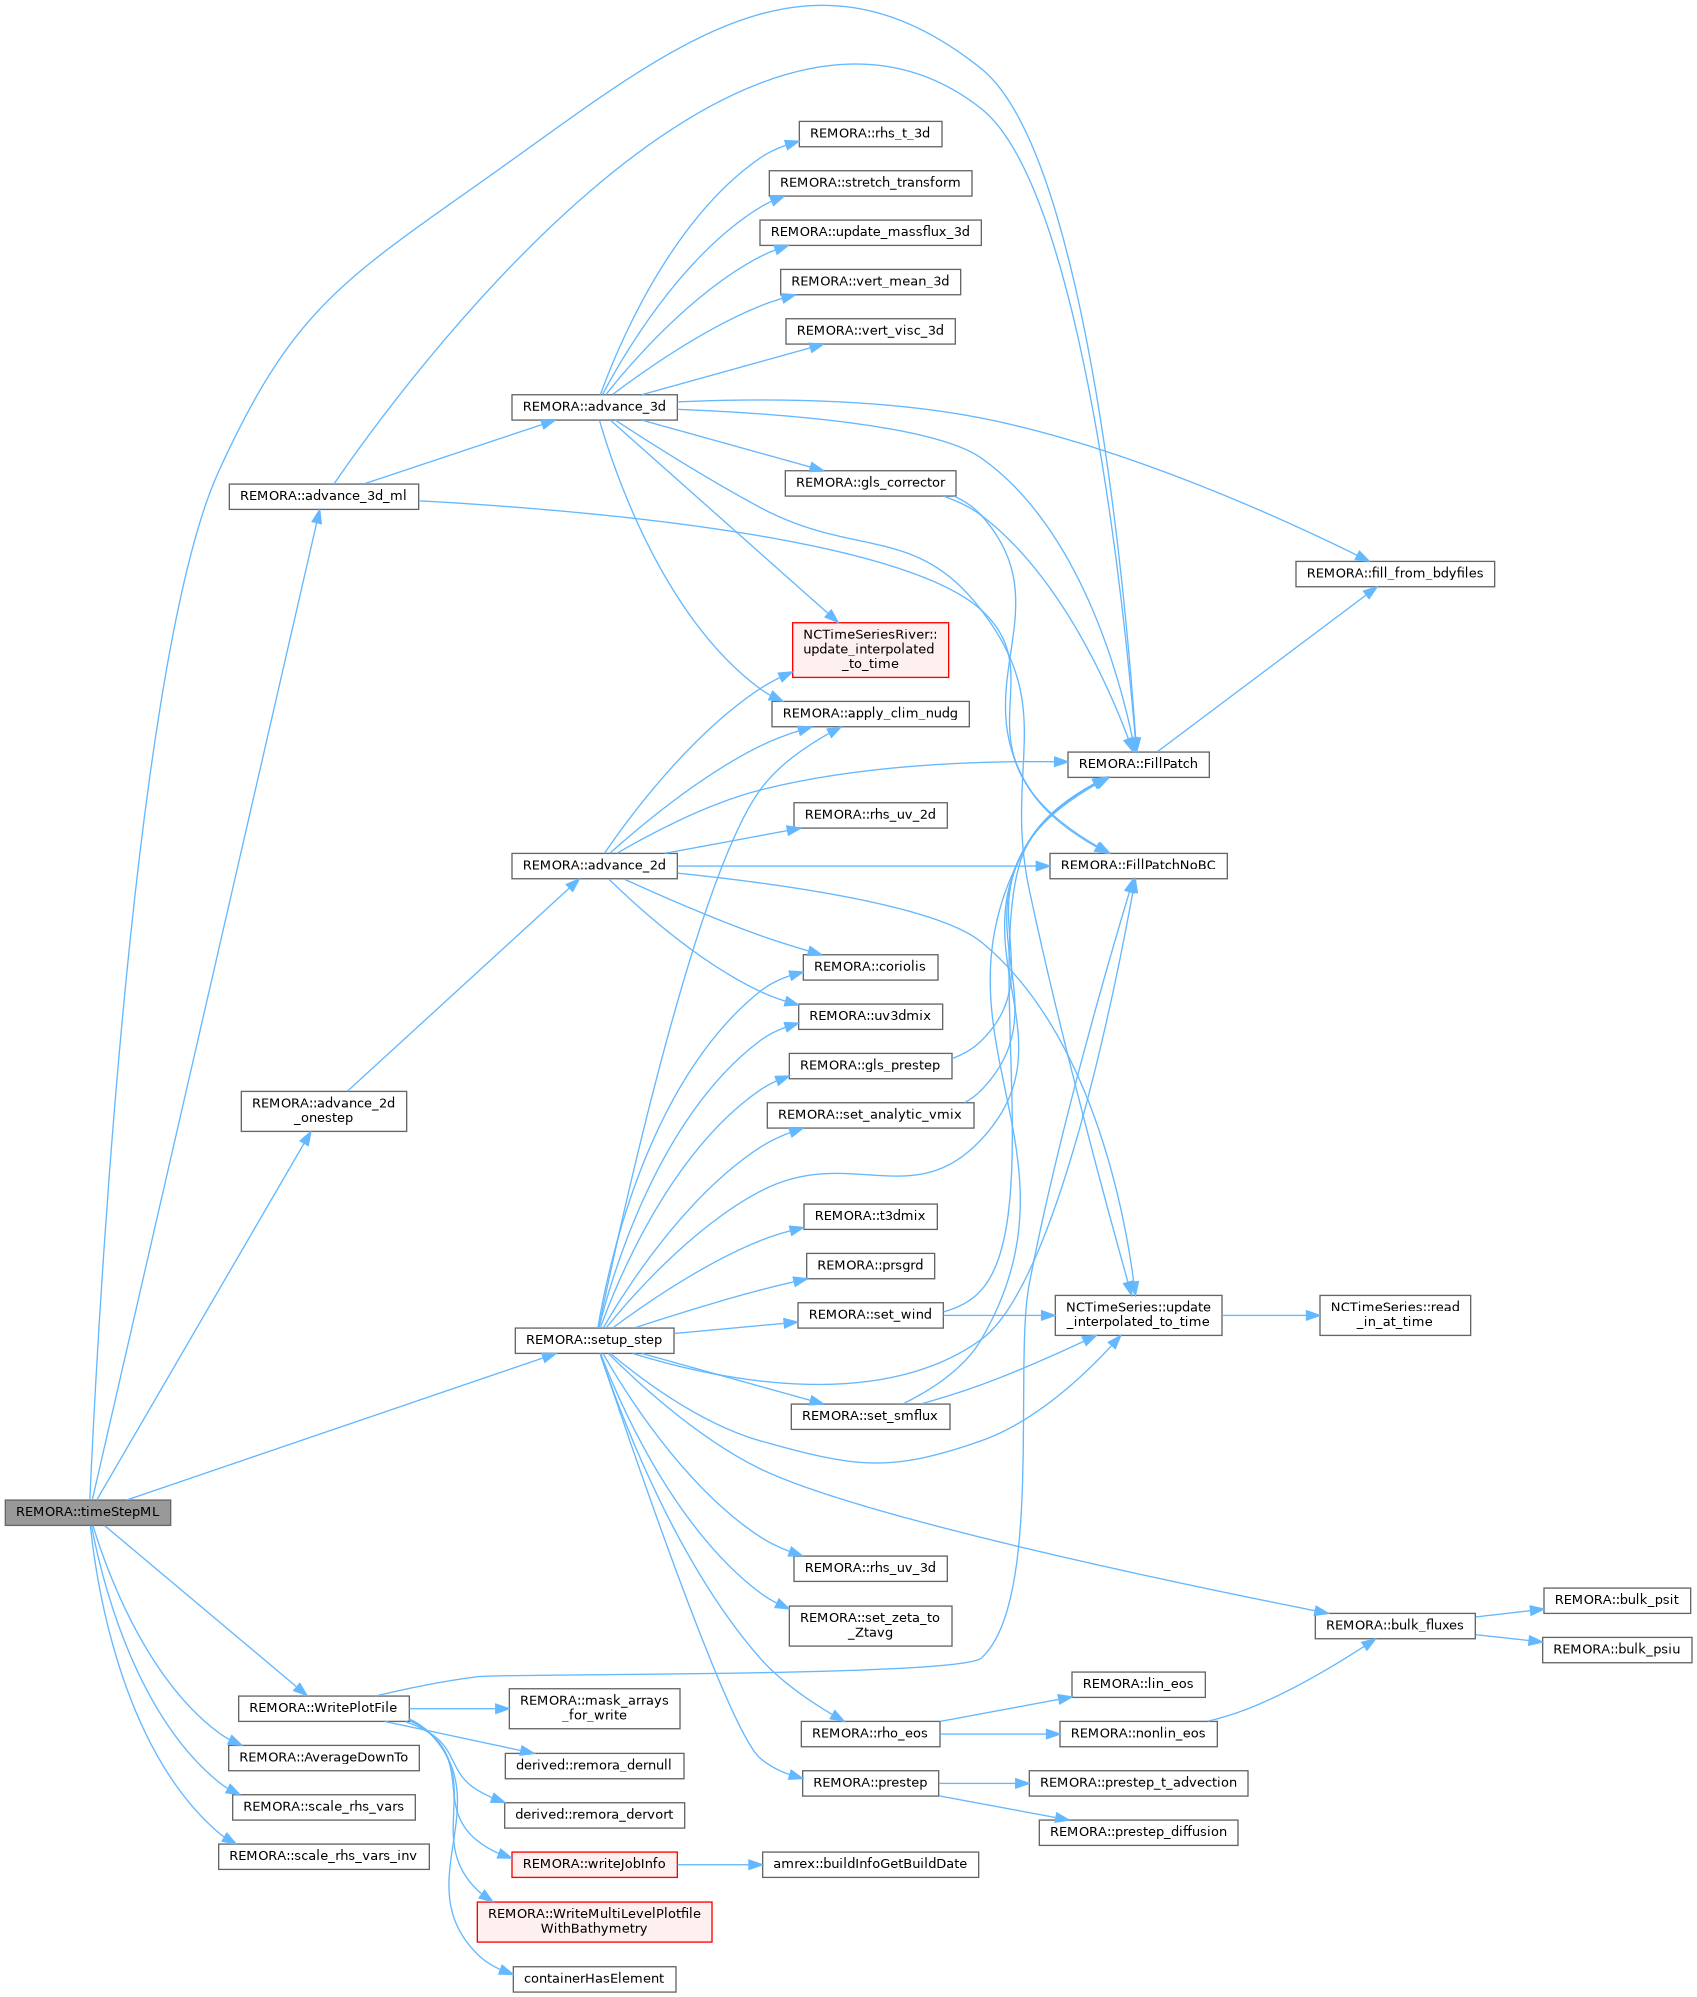 REMORA::rhs_t_3d
REMORA::stretch_transform
REMORA::update_massflux_3d
REMORA::vert_mean_3d
REMORA::vert_visc_3d
REMORA::advance_3d
REMORA::gls_corrector
REMORA::advance_3d_ml
REMORA::fill_from_bdyfiles
NCTimeSeriesRiver::
update_interpolated
_to_time
REMORA::apply_clim_nudg
REMORA::FillPatch
REMORA::rhs_uv_2d
REMORA::advance_2d
REMORA::FillPatchNoBC
REMORA::coriolis
REMORA::uv3dmix
REMORA::gls_prestep
REMORA::advance_2d
_onestep
REMORA::set_analytic_vmix
REMORA::t3dmix
REMORA::prsgrd
REMORA::set_wind
NCTimeSeries::update
_interpolated_to_time
NCTimeSeries::read
_in_at_time
REMORA::setup_step
REMORA::set_smflux
REMORA::timeStepML
REMORA::rhs_uv_3d
REMORA::bulk_psit
REMORA::set_zeta_to
_Ztavg
REMORA::bulk_fluxes
REMORA::bulk_psiu
REMORA::lin_eos
REMORA::WritePlotFile
REMORA::mask_arrays
_for_write
REMORA::rho_eos
REMORA::nonlin_eos
REMORA::AverageDownTo
derived::remora_dernull
REMORA::prestep
REMORA::prestep_t_advection
REMORA::scale_rhs_vars
derived::remora_dervort
REMORA::prestep_diffusion
REMORA::scale_rhs_vars_inv
REMORA::writeJobInfo
amrex::buildInfoGetBuildDate
REMORA::WriteMultiLevelPlotfile
WithBathymetry
containerHasElement